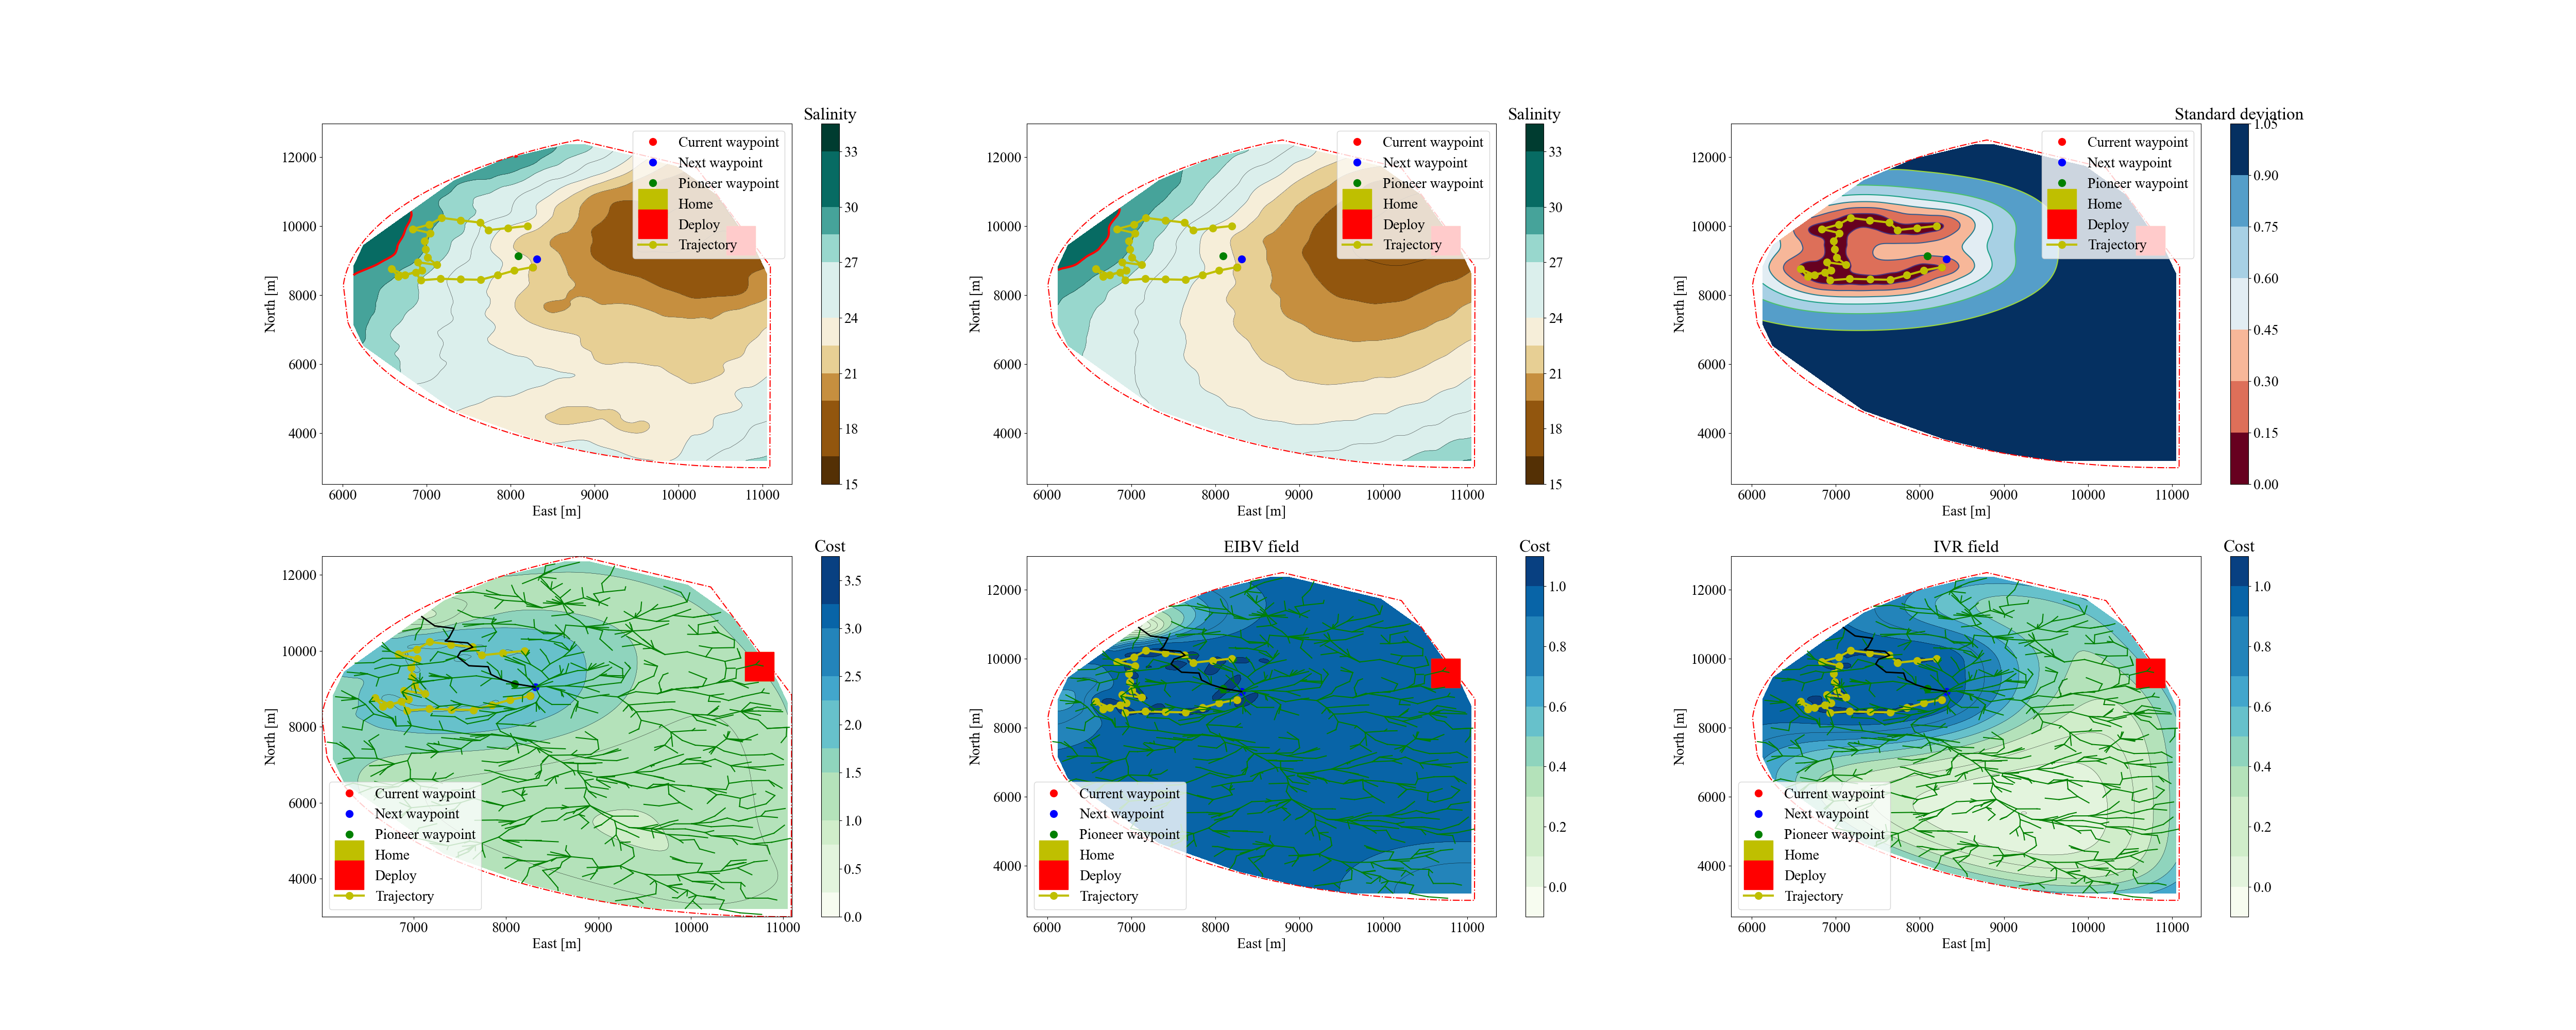 Salinity
Current waypoint
Next waypoint
Pioneer waypoint
Home
Deploy
Trajectory
12000
10000
8000
6000
4000
North [m]
6000 7000 8000 9000 10000 11000
East [m]
33
30
27
24
21
18
15
Salinity
Current waypoint
Next waypoint
Pioneer waypoint
Home
Deploy
Trajectory
12000
10000
8000
6000
4000
North [m]
6000 7000 8000 9000 10000 11000
East [m]
33
30
27
24
21
18
15
Standard deviation
Current waypoint
Next waypoint
Pioneer waypoint
Home
Deploy
Trajectory
12000
10000
8000
6000
4000
North [m]
6000 7000 8000 9000 10000 11000
East [m]
1.05
0.90
0.75
0.60
0.45
0.30
0.15
0.00
Cost
12000
10000
8000
6000
4000
North [m]
Current waypoint
Next waypoint
Pioneer waypoint
Home
Deploy
Trajectory
7000 8000 9000 10000 11000
East [m]
3.5
3.0
2.5
2.0
1.5
1.0
0.5
0.0
EIBV field
Cost
12000
10000
8000
6000
4000
North [m]
Current waypoint
Next waypoint
Pioneer waypoint
Home
Deploy
Trajectory
6000 7000 8000 9000 10000 11000
East [m]
1.0
0.8
0.6
0.4
0.2
0.0
IVR field
Cost
12000
10000
8000
6000
4000
North [m]
Current waypoint
Next waypoint
Pioneer waypoint
Home
Deploy
Trajectory
6000 7000 8000 9000 10000 11000
East [m]
1.0
0.8
0.6
0.4
0.2
0.0